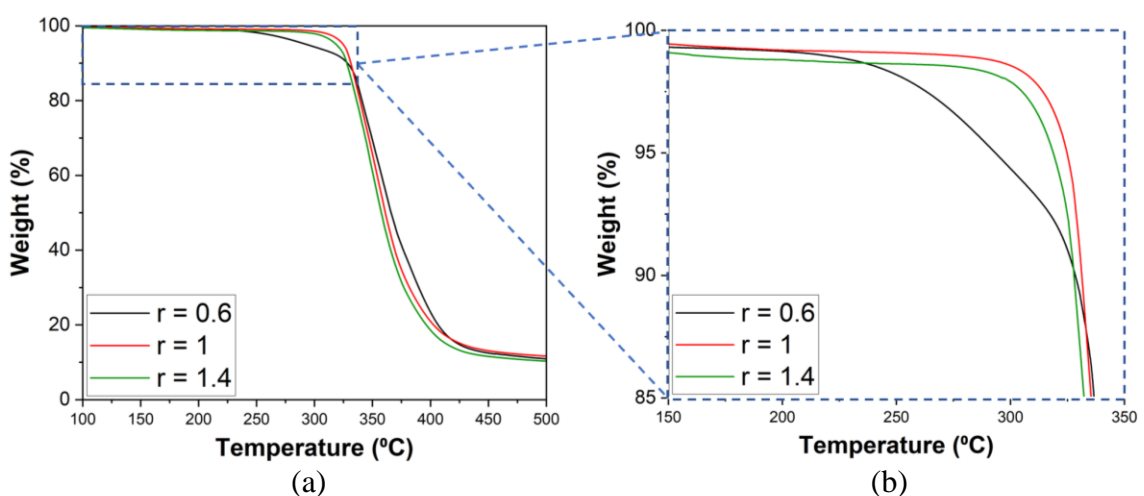 100
80
60
40
20
0
Weight (%)
r = 0.6
r = 1
r = 1.4
100 150 200 250 300 350 400 450 500
Temperature (ºC)
(a)
100
95
90
85
Weight (%)
r = 0.6
r = 1
r = 1.4
150 200 250 300 350
Temperature (ºC)
(b)